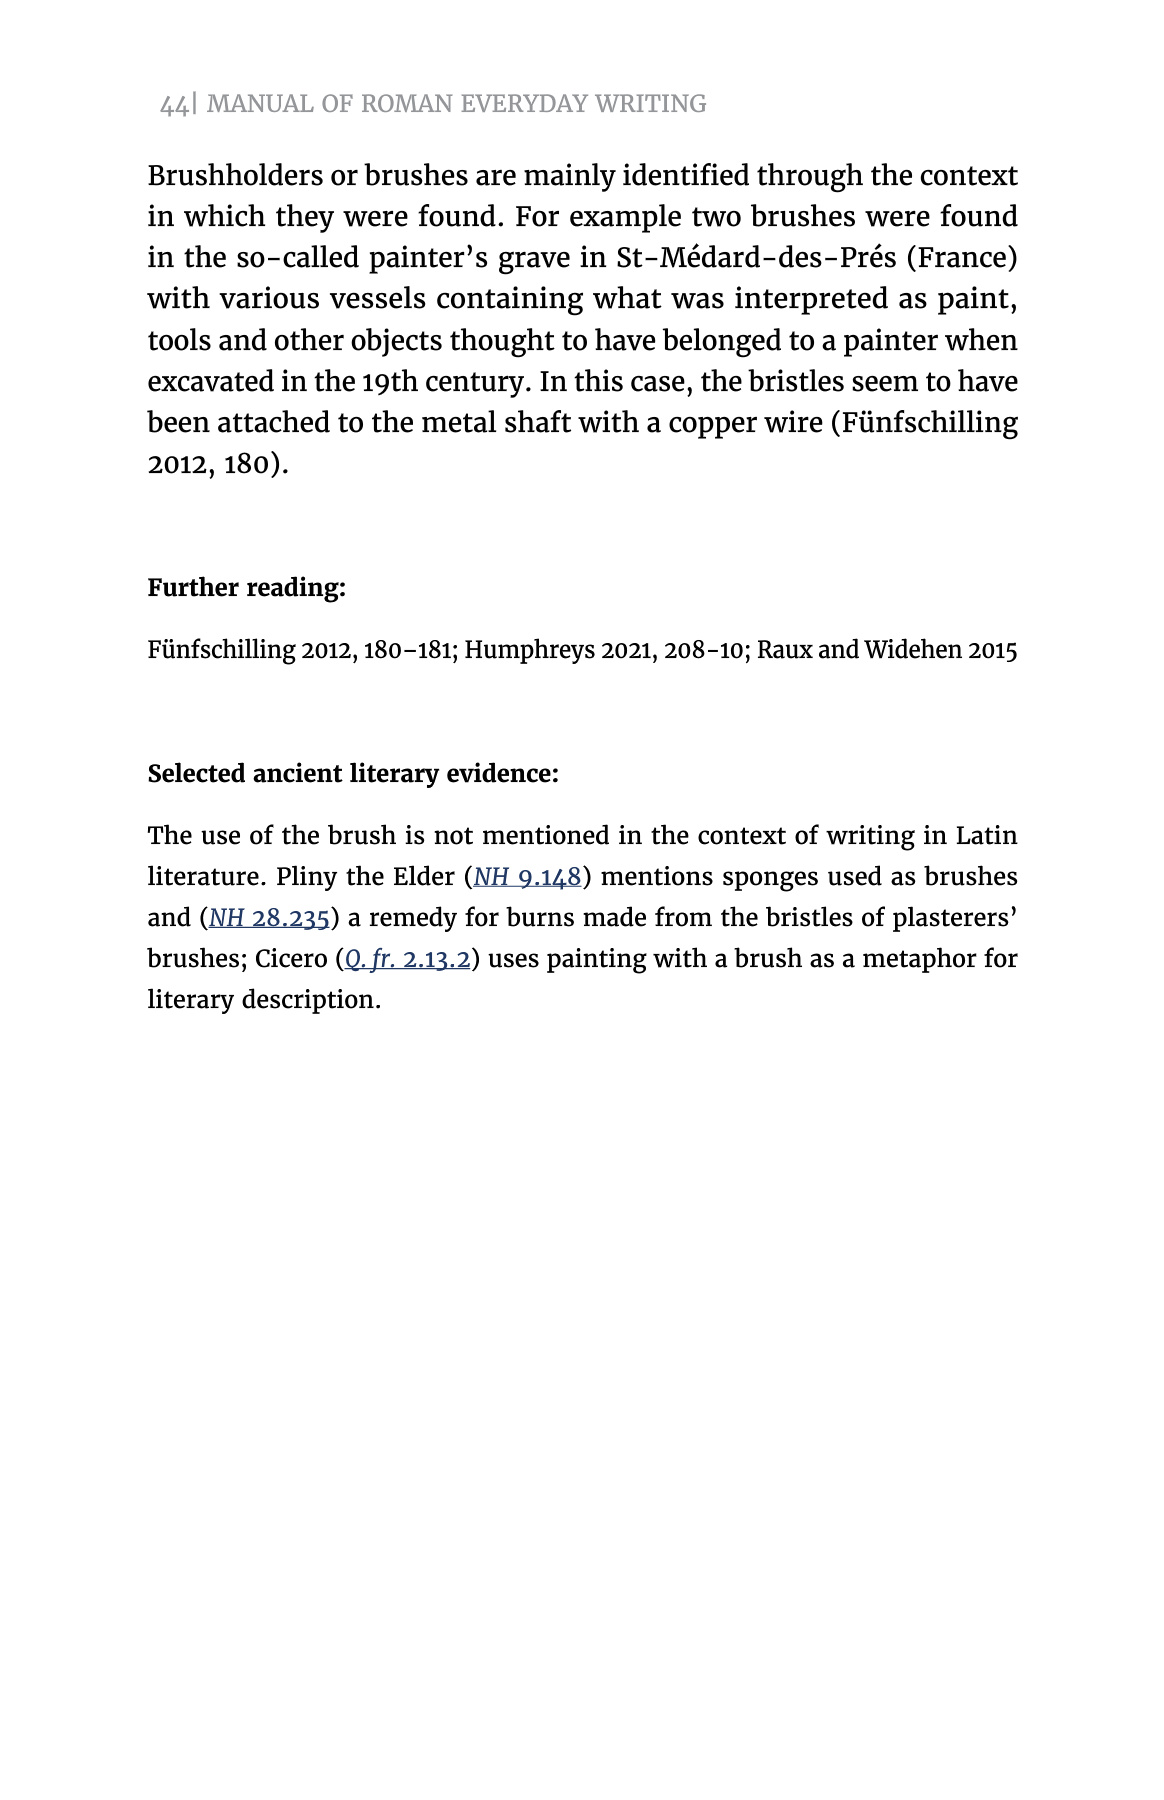 44| MANUAL OF ROMAN EVERYDAY WRITING
Brushholders or brushes are mainly identified through the context
in which they were found. For example two brushes were found
in the so-called painter’s grave in St-Médard-des-Prés (France)
with various vessels containing what was interpreted as paint,
tools and other objects thought to have belonged to a painter when
excavated in the 19th century. In this case, the bristles seem to have
been attached to the metal shaft with a copper wire (Fünfschilling
2012, 180).
Further reading:
Fünfschilling 2012, 180–181; Humphreys 2021, 208-10; Raux and Widehen 2015
Selected ancient literary evidence:
The use of the brush is not mentioned in the context of writing in Latin
literature. Pliny the Elder (NH 9.148) mentions sponges used as brushes
and (NH 28.235) a remedy for burns made from the bristles of plasterers’
brushes; Cicero (Q. fr. 2.13.2) uses painting with a brush as a metaphor for
literary description.